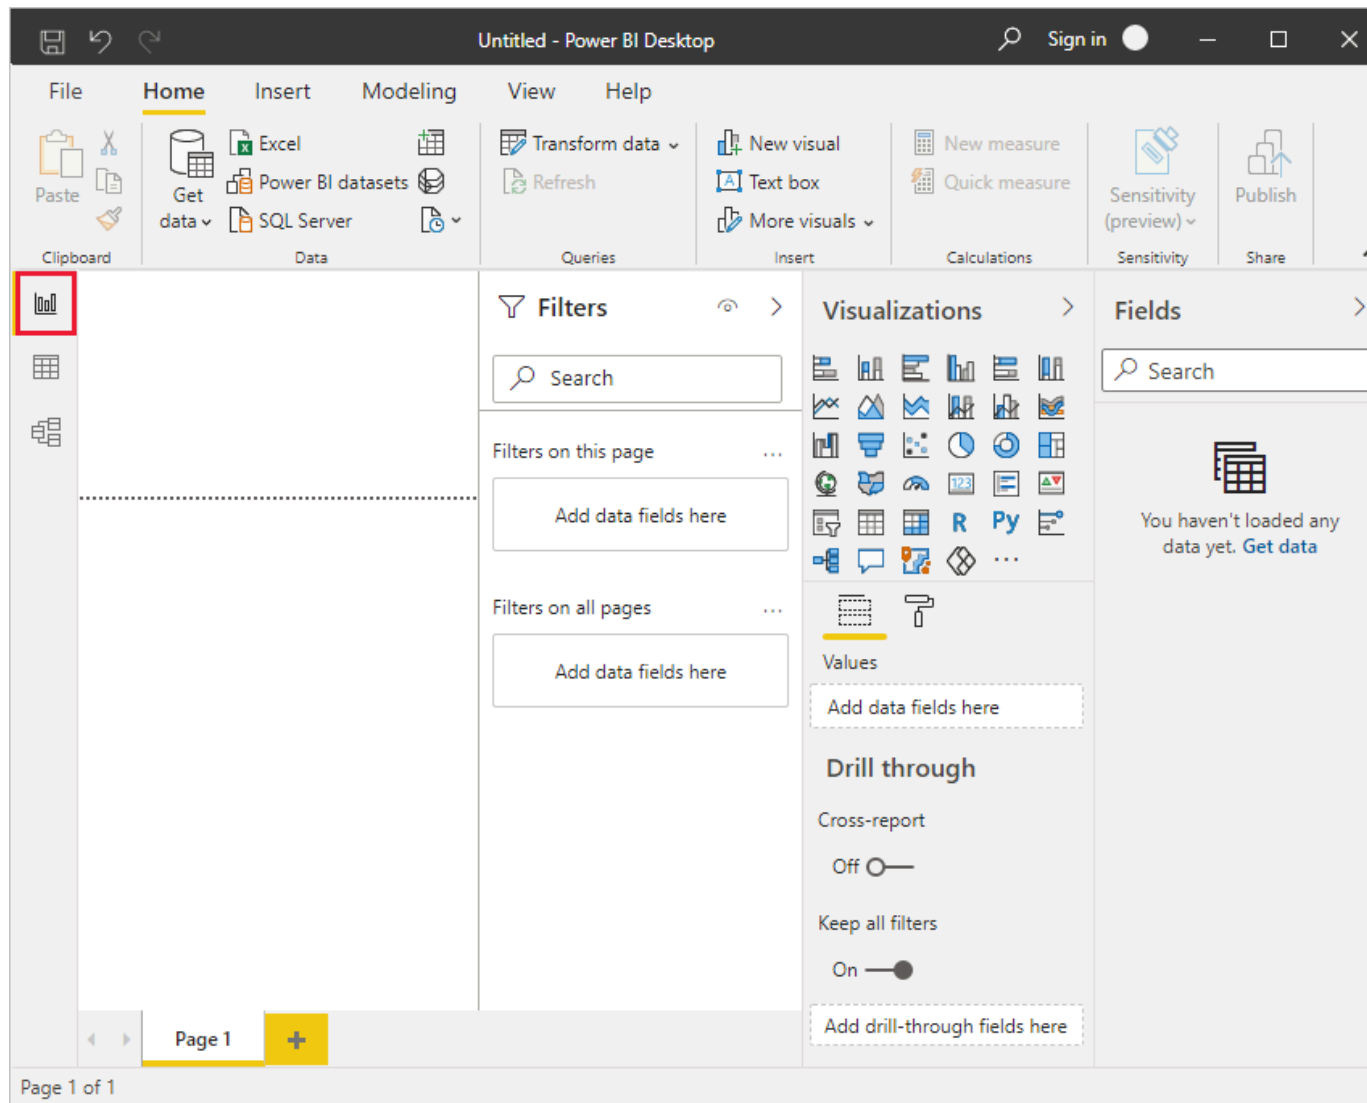 Untitled - Power BI Desktop
Sign in
File Home Insert Modeling View Help
Paste
Clipboard
Get
data
Excel
Power BI datasets
SQL Server
Data
Transform data
Refresh
Queries
New visual
Text box
More visuals
Insert
New measure
Quick measure
Calculations
Sensitivity
(preview)
Sensitivity
Publish
Share
Filters
Search
Filters on this page
...
Add data fields here
Filters on all pages
...
Add data fields here
Visualizations
123
R Py
...
Values
Add data fields here
Drill through
Cross-report
Off
Keep all filters
On
Add drill-through fields here
Fields
Search
You haven't loaded any
data yet. Get data
Page 1
+
Page 1 of 1